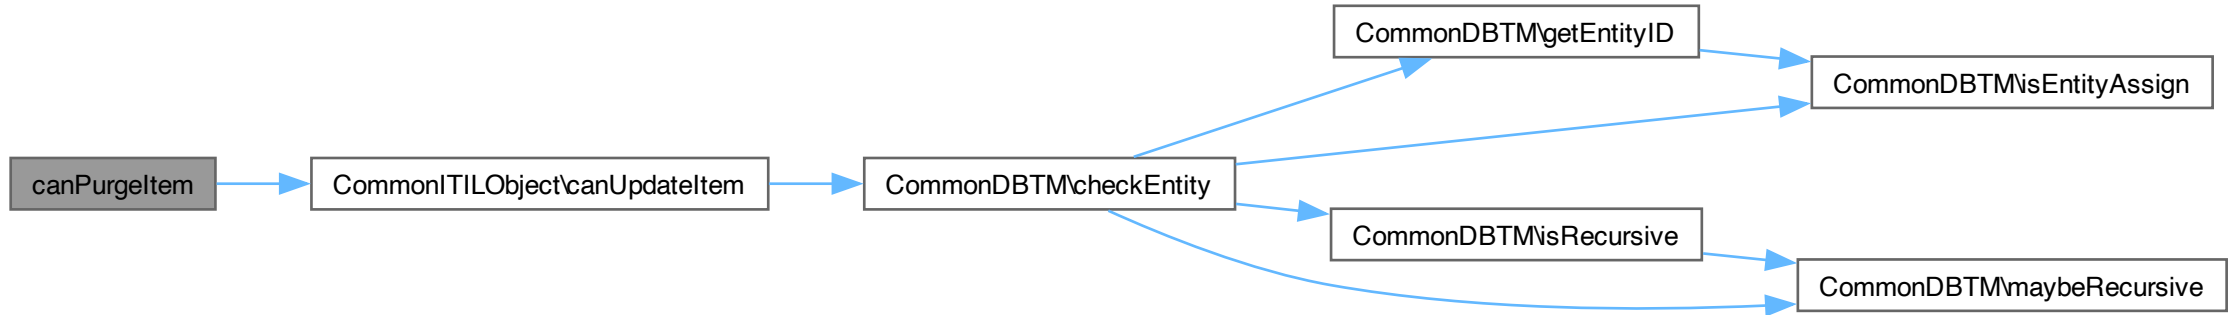 canPurgeItem
CommonITILObject\canUpdateItem
CommonDBTM\checkEntity
CommonDBTM\getEntityID
CommonDBTM\isEntityAssign
CommonDBTM\isRecursive
CommonDBTM\maybeRecursive